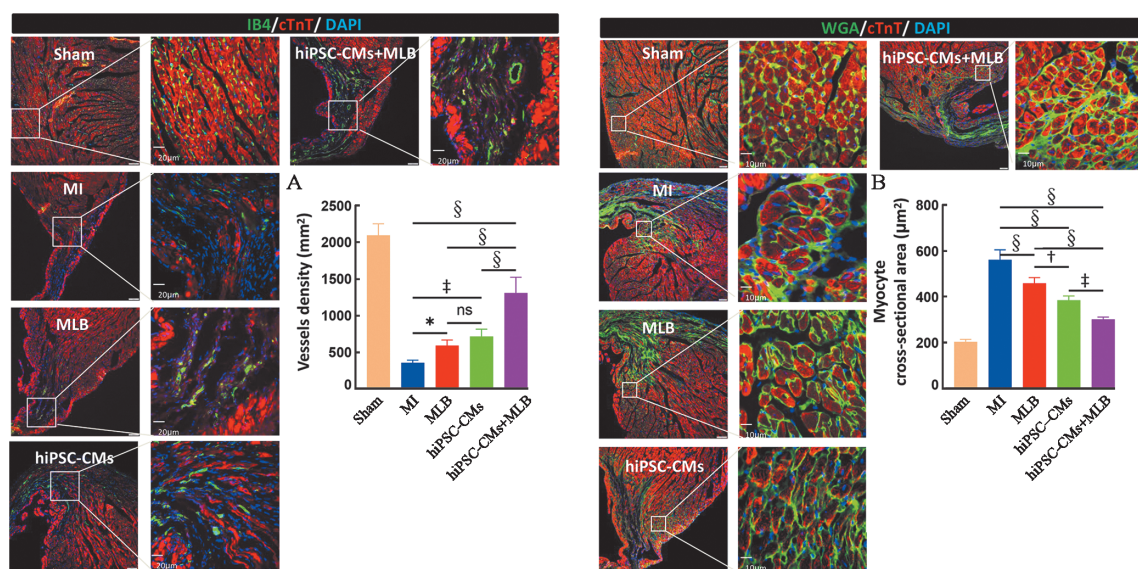 IB4/cTnT/ DAPI
Sham
20µm
hiPSC-CMs+MLB
20µm
MI
20µm
MLB
20µm
hiPSC-CMs
20µm
A
Vessels density (mm²)
2500
2000
1500
1000
500
0
§
§
§
‡
ns
*
Sham
MI
MLB
hiPSC-CMs
hiPSC-CMs+MLB
WGA/cTnT/ DAPI
Sham
10µm
hiPSC-CMs+MLB
10µm
MI
10µm
MLB
10µm
hiPSC-CMs
10µm
B
Myocyte
cross-sectional area (µm²)
800
600
400
200
0
§
§
§
§
†
‡
Sham
MI
MLB
hiPSC-CMs
hiPSC-CMs+MLB